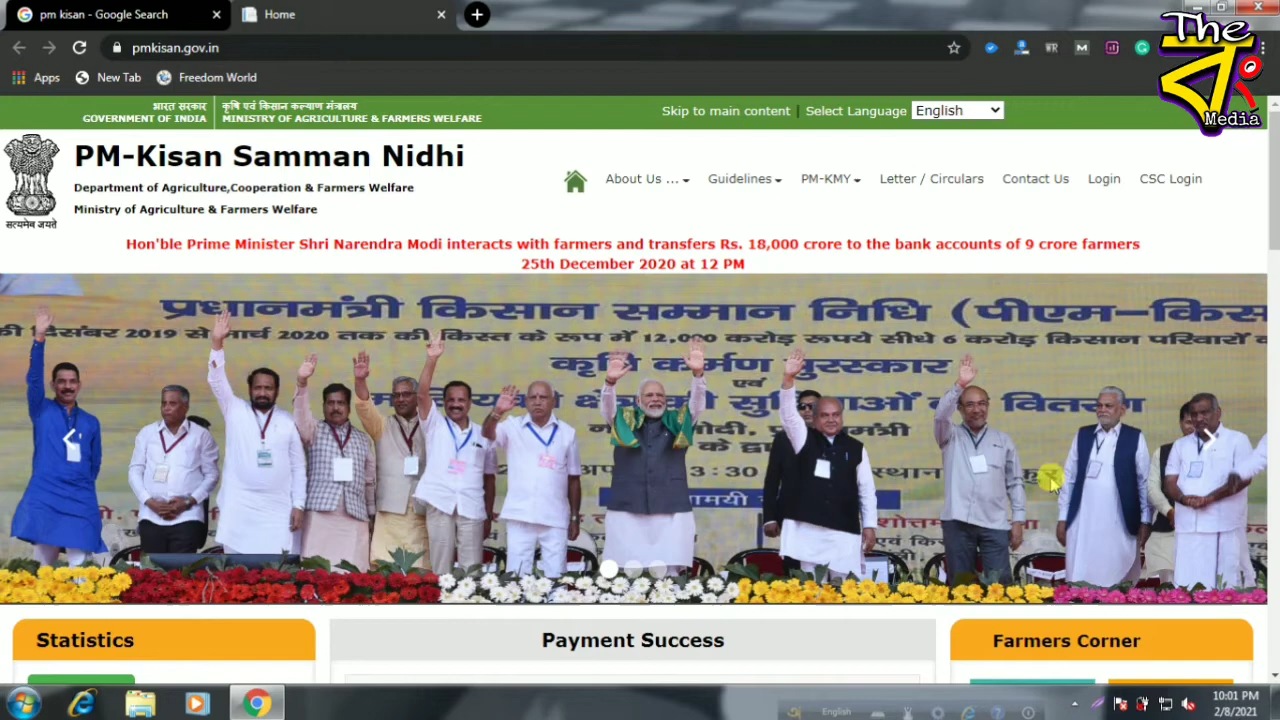 pm kisan - Google Search
Home
pmkisan.gov.in
Apps
New Tab
Freedom World
The
Media
भारत सरकार
GOVERNMENT OF INDIA
कृषि एवं किसान कल्याण मंत्रालय
MINISTRY OF AGRICULTURE & FARMERS WELFARE
Skip to main content
Select Language
English
सत्यमेव जयते
PM-Kisan Samman Nidhi
Department of Agriculture,Cooperation & Farmers Welfare
Ministry of Agriculture & Farmers Welfare
About Us ...
Guidelines
PM-KMY
Letter / Circulars
Contact Us
Login
CSC Login
Hon'ble Prime Minister Shri Narendra Modi interacts with farmers and transfers Rs. 18,000 crore to the bank accounts of 9 crore farmers
25th December 2020 at 12 PM
प्रधानमंत्री किसान सम्मान निधि (पीएम-किस
की दिसंबर 2019 से मार्च 2020 तक की किस्त के रूप में 12,000 करोड़ रूपये सीधे 6 करोड़ किसान परिवारों
कृषि कर्मण पुरस्कार
एवं
की सुविधाओं वितरण
मोदी, प्रधानमंत्री
के द्वा
3:30
Statistics
Payment Success
Farmers Corner
English
10:01 PM
2/8/2021